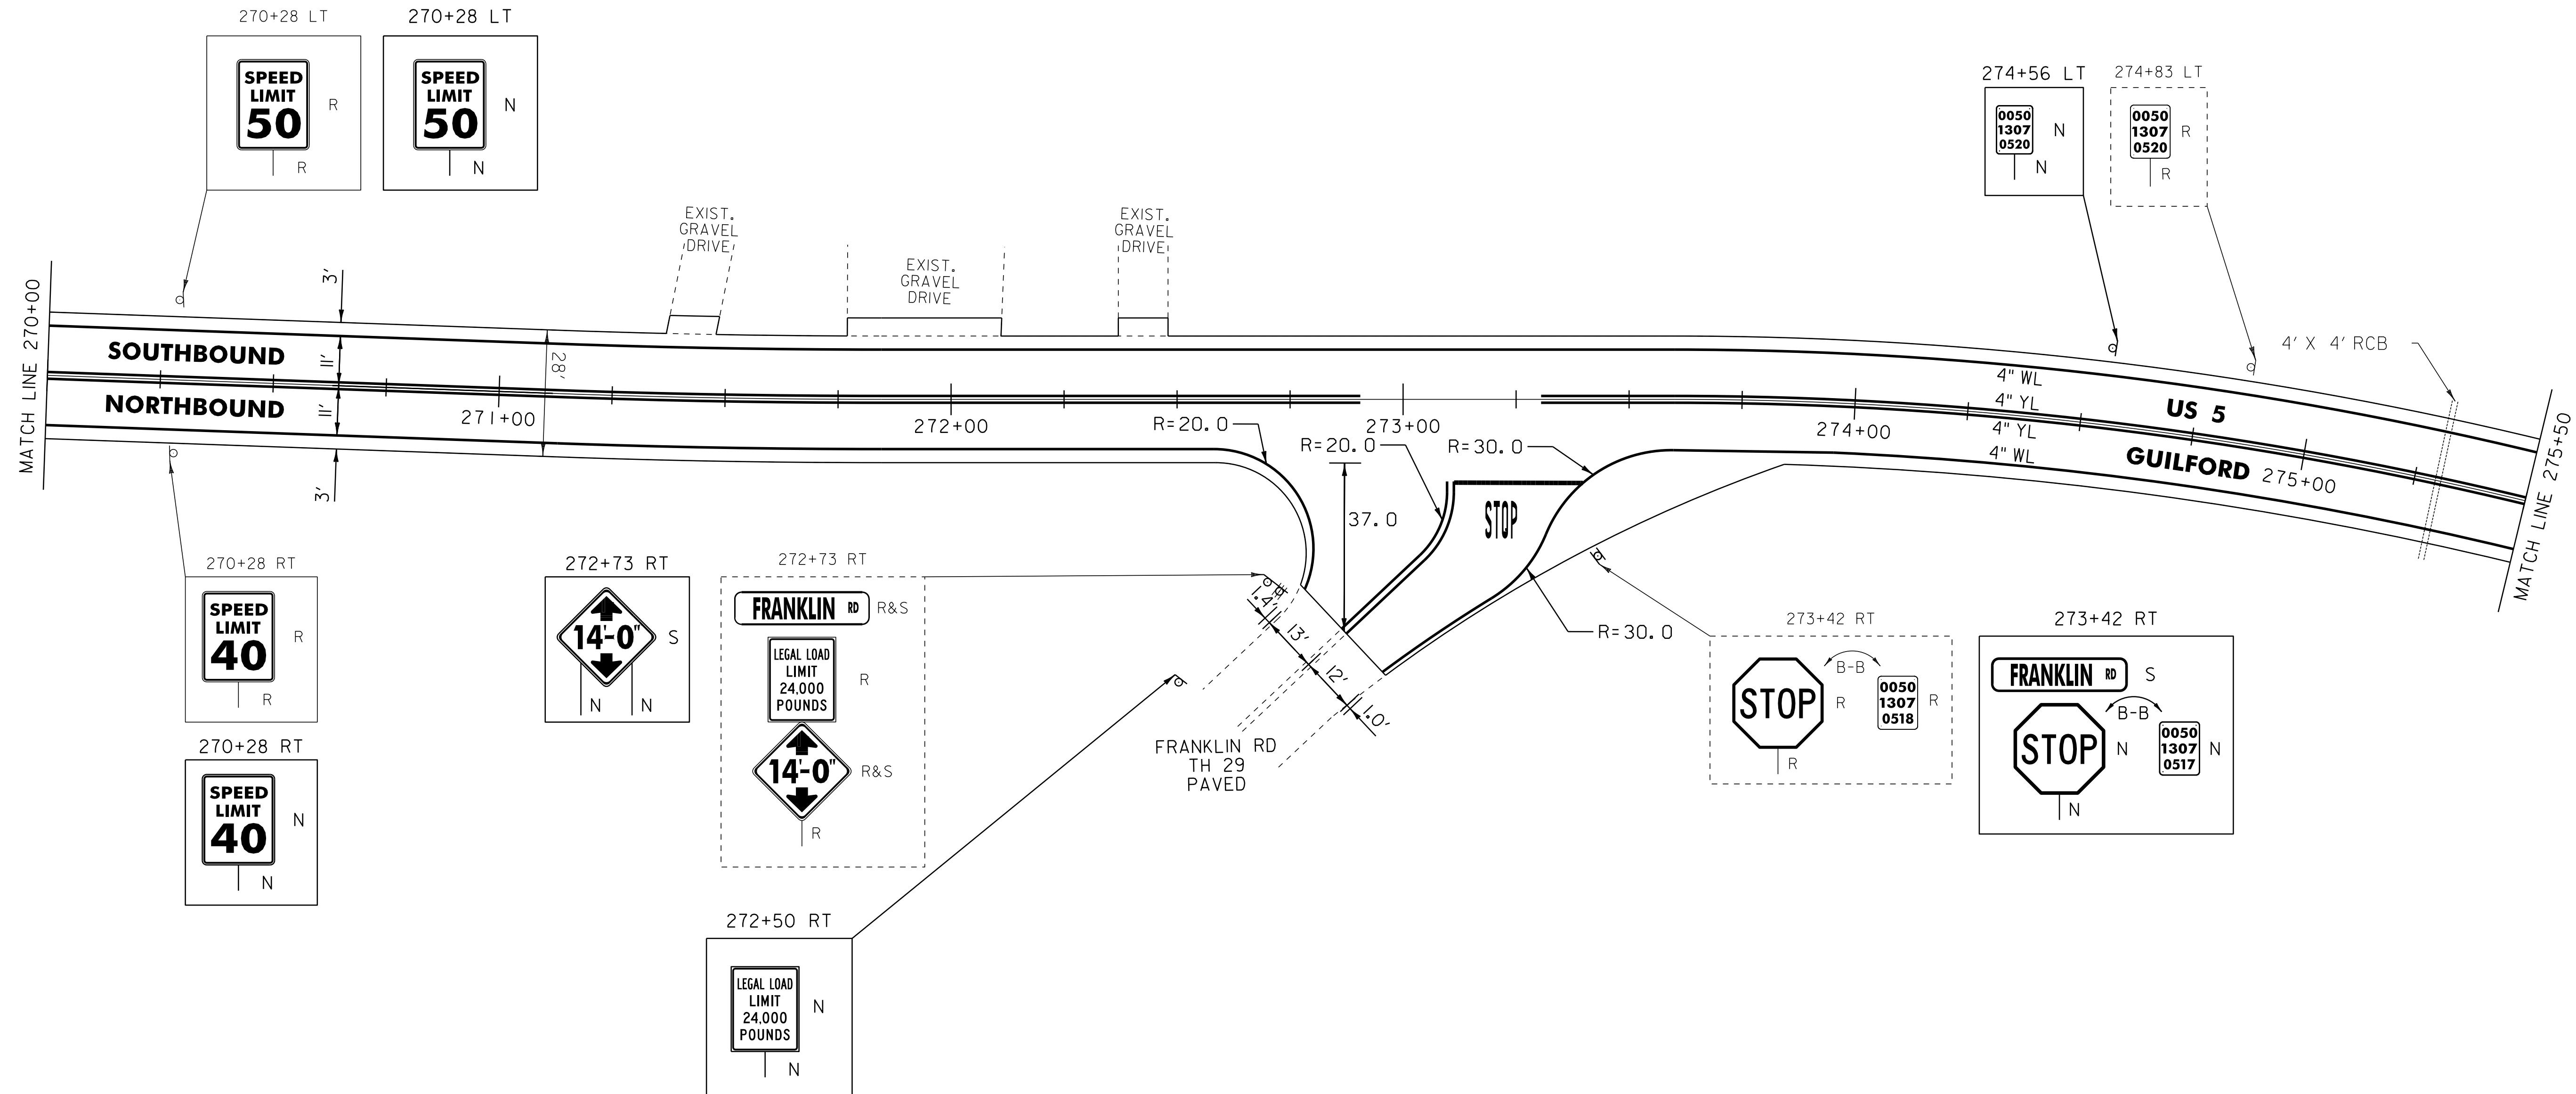 270+28 LT
SPEED
LIMIT
50
R
R
270+28 LT
SPEED
LIMIT
50
N
N
274+56 LT
0050
1307
0520
N
N
274+83 LT
0050
1307
0520
R
R
EXIST.
GRAVEL
DRIVE
EXIST.
GRAVEL
DRIVE
EXIST.
GRAVEL
DRIVE
4' X 4' RCB
MATCH LINE 270+00
3'
SOUTHBOUND
11'
28'
NORTHBOUND
11'
3'
271+00
272+00
273+00
274+00
275+00
4" WL
4" YL
4" YL
4" WL
US 5
GUILFORD
MATCH LINE 275+50
R=20.0
R=20.0
R=30.0
37.0
STOP
R=30.0
1.4'
13'
12'
1.0'
FRANKLIN RD
TH 29
PAVED
270+28 RT
SPEED
LIMIT
40
R
R
270+28 RT
SPEED
LIMIT
40
N
N
272+73 RT
14'-0"
S
N N
272+73 RT
FRANKLIN RD
R&S
LEGAL LOAD
LIMIT
24,000
POUNDS
R
14'-0"
R&S
R
272+50 RT
LEGAL LOAD
LIMIT
24,000
POUNDS
N
N
273+42 RT
B-B
STOP
R
0050
1307
0518
R
R
273+42 RT
FRANKLIN RD
S
B-B
STOP
N
0050
1307
0517
N
N